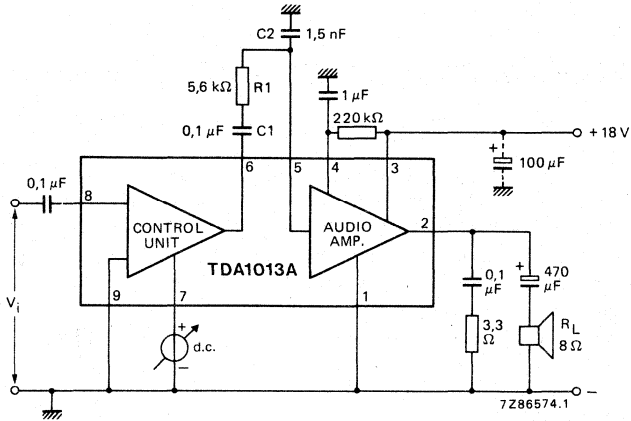 C2 1,5 nF
5,6 kΩ R1
1 μF
220 kΩ
0,1 μF C1
+ 18 V
+
100 μF
6 5 4 3
0,1 μF
8
CONTROL
UNIT
AUDIO
AMP.
2
TDA1013A
9 7 1
Vi
+
d.c.
–
0,1
μF
+
470
μF
3,3
Ω
RL
8 Ω
–
7Z86574.1